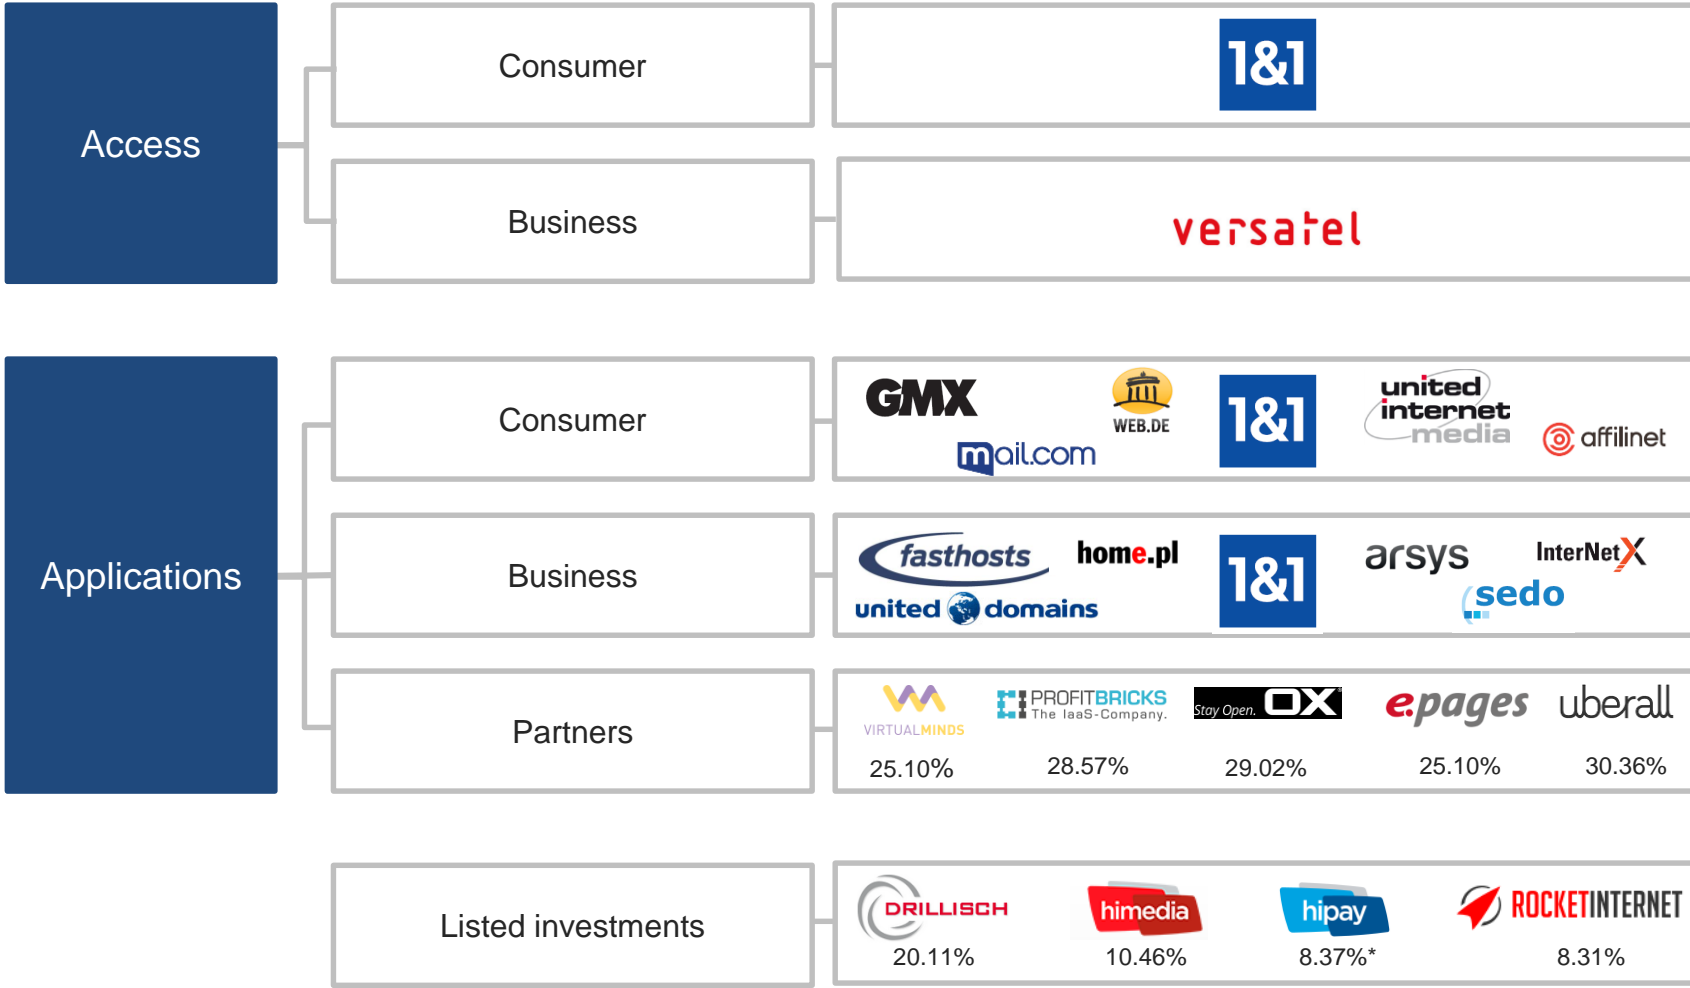 Access
Consumer
1&1
Business
versatel
Applications
Consumer
GMX
mail.com
WEB.DE
1&1
united
internet
media
affilinet
Business
fasthosts
united domains
home.pl
1&1
arsys
InterNetX
sedo
Partners
VIRTUALMINDS
PROFITBRICKS
The IaaS-Company.
Stay Open. OX
epages
uberall
25.10% 28.57% 29.02% 25.10% 30.36%
Listed investments
DRILLISCH
himedia
hipay
ROCKETINTERNET
20.11% 10.46% 8.37%* 8.31%